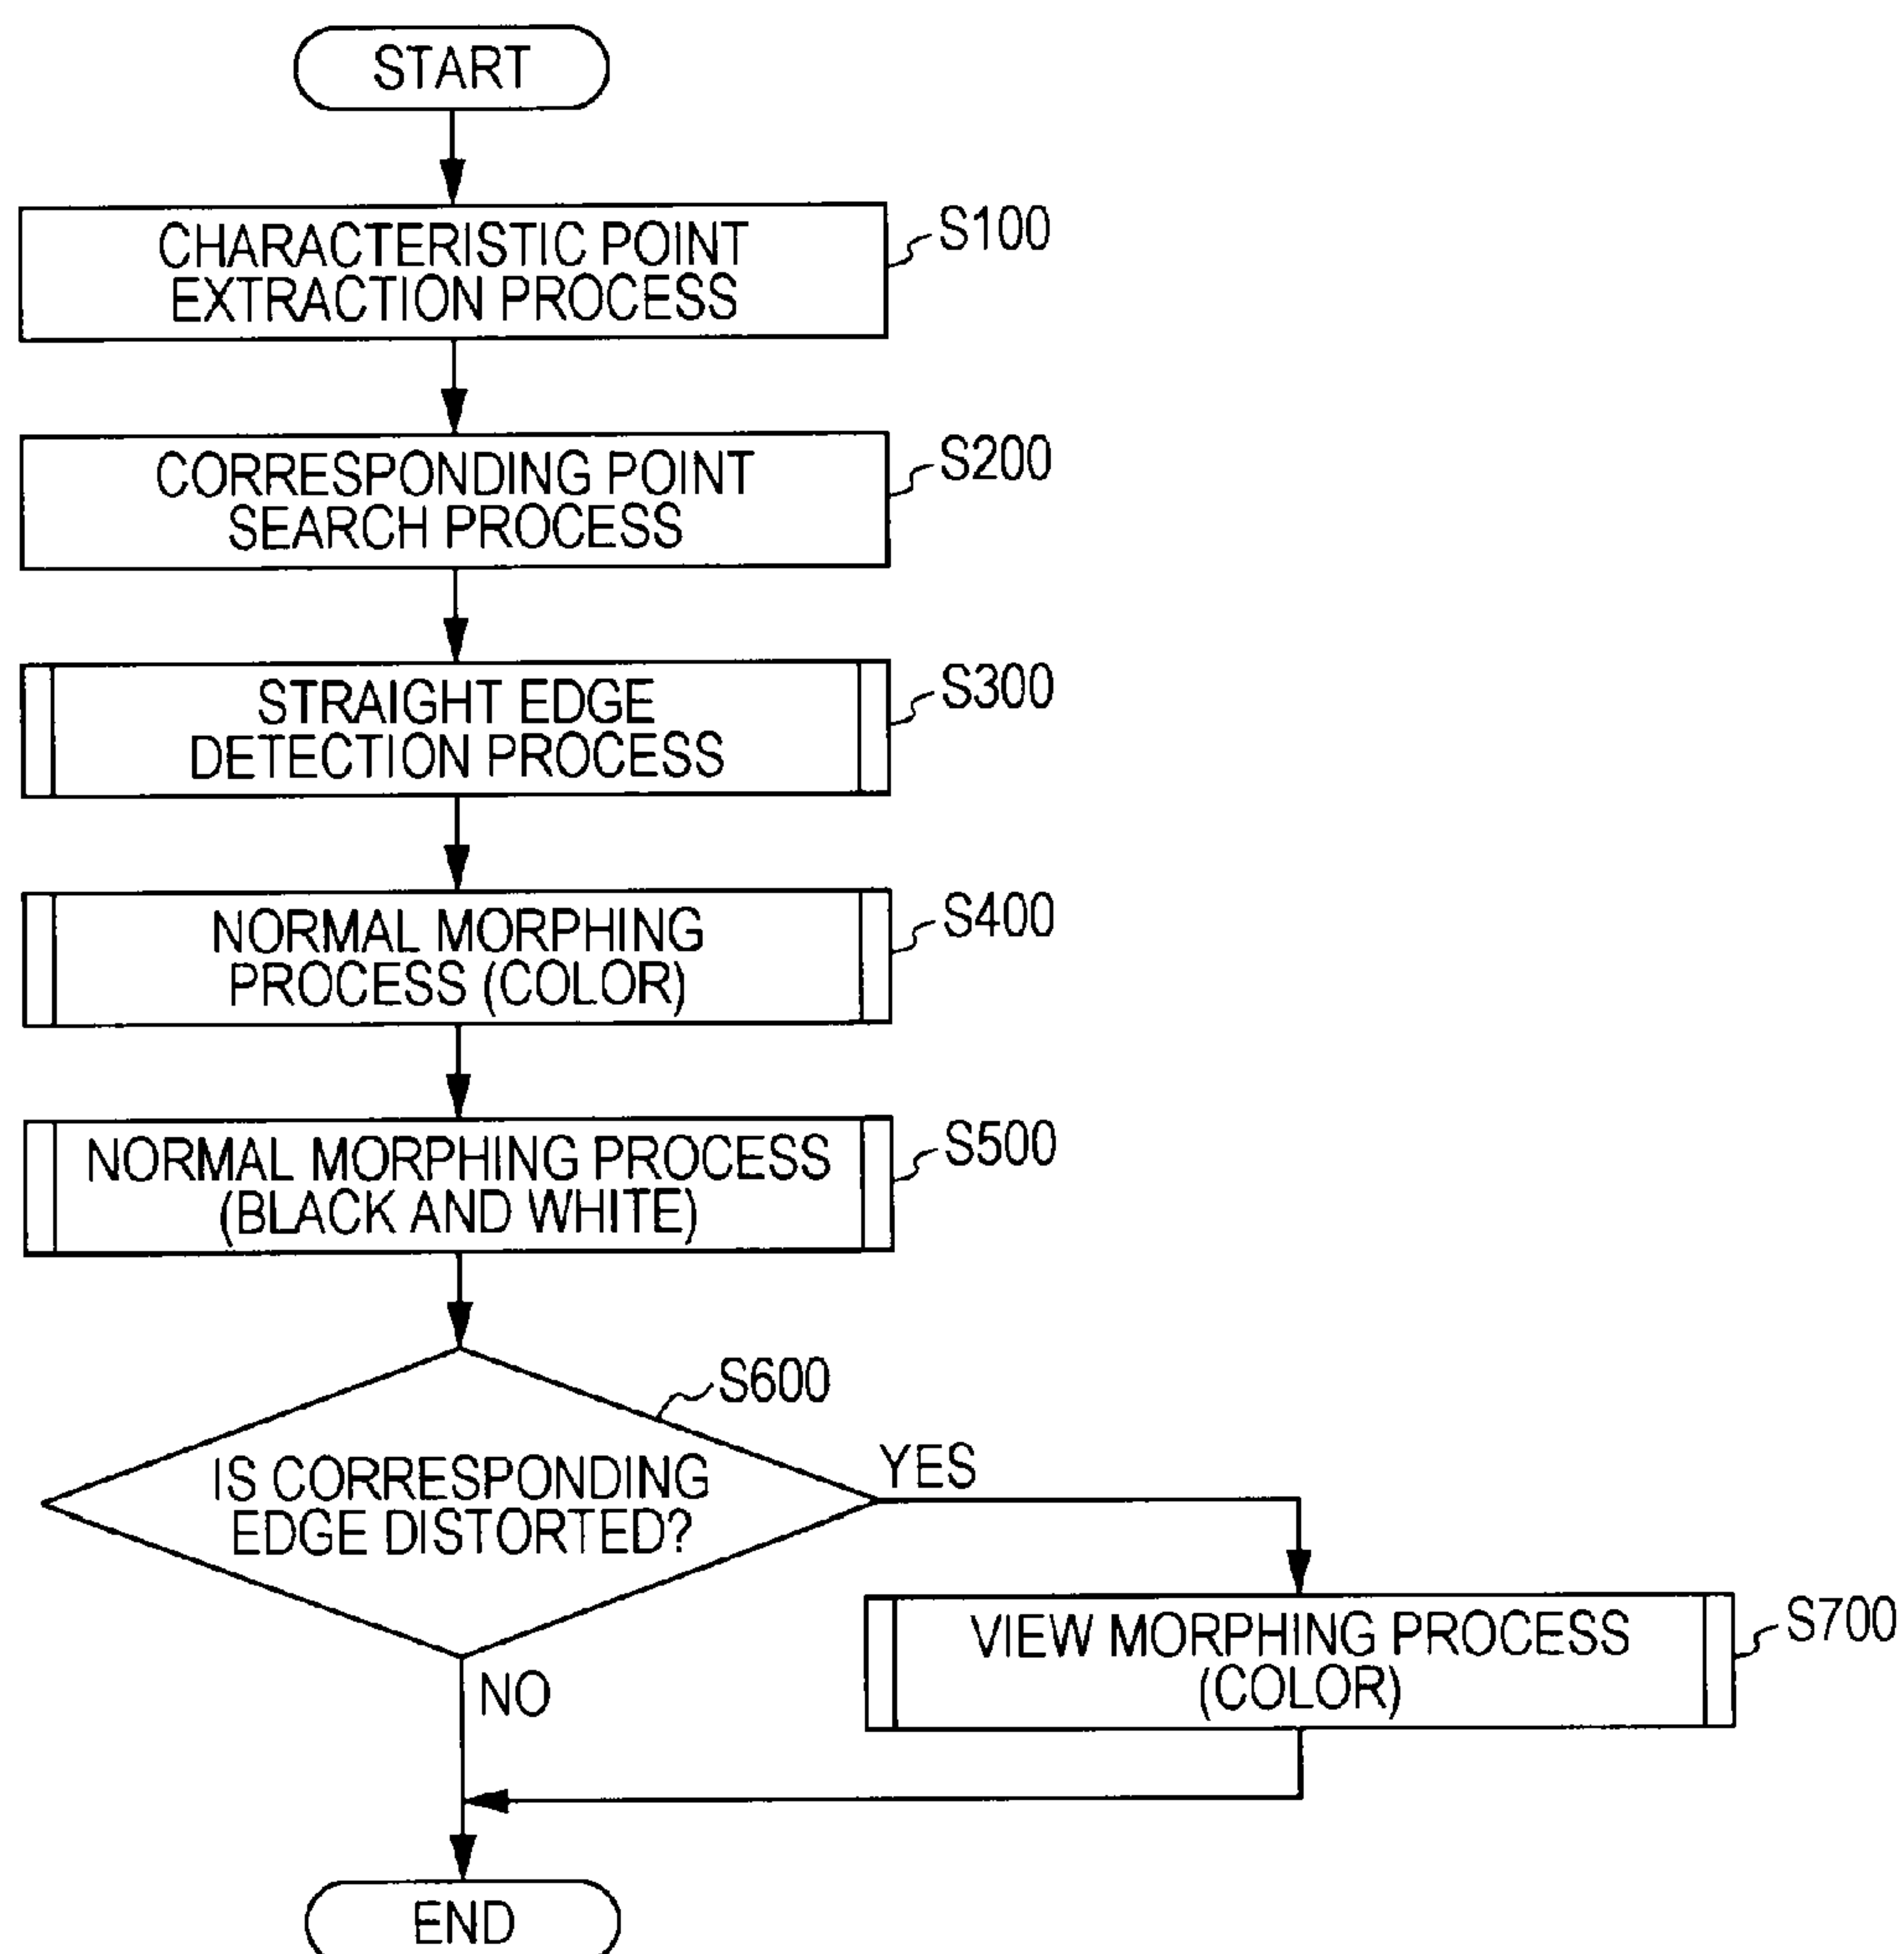 START
CHARACTERISTIC POINT
EXTRACTION PROCESS
S100
CORRESPONDING POINT
SEARCH PROCESS
S200
STRAIGHT EDGE
DETECTION PROCESS
S300
NORMAL MORPHING
PROCESS (COLOR)
S400
NORMAL MORPHING PROCESS
(BLACK AND WHITE)
S500
S600
IS CORRESPONDING
EDGE DISTORTED?
YES
VIEW MORPHING PROCESS
(COLOR)
S700
NO
END